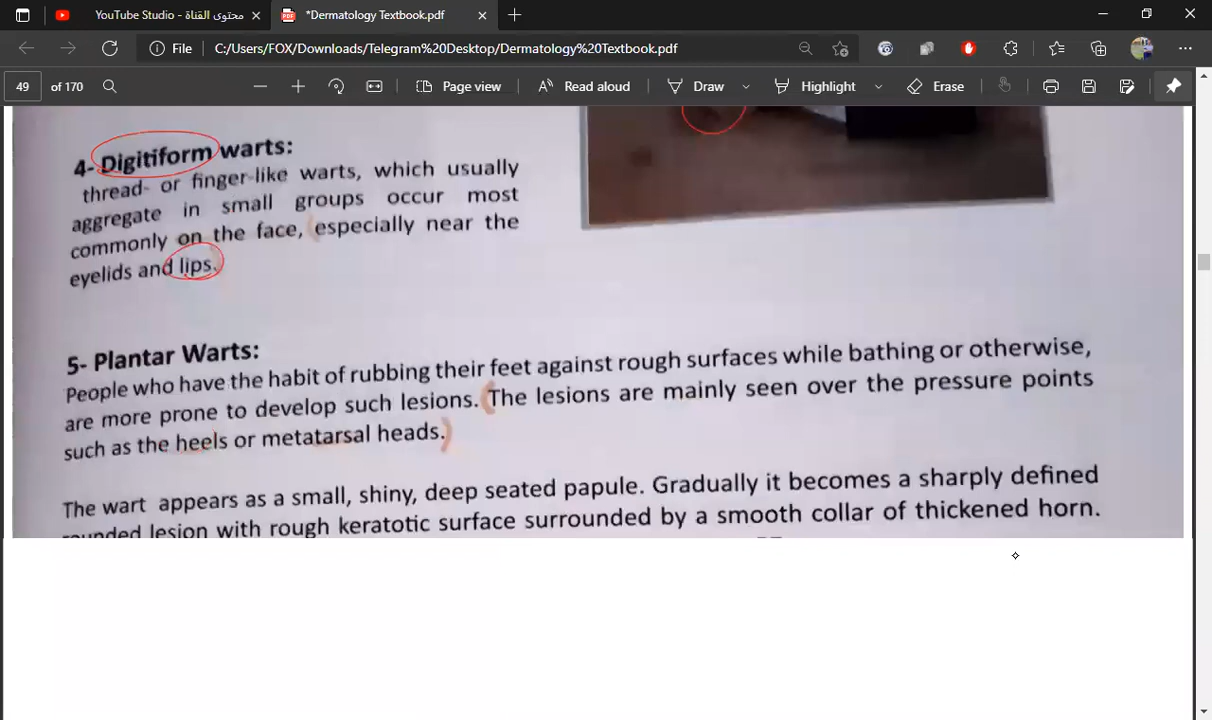 YouTube Studio - محتوى القناة
*Dermatology Textbook.pdf
File
C:/Users/FOX/Downloads/Telegram%20Desktop/Dermatology%20Textbook.pdf
49 of 170
Page view
Read aloud
Draw
Highlight
Erase
4- Digitiform warts:
thread- or finger-like warts, which usually
aggregate in small groups occur most
commonly on the face, especially near the
eyelids and lips.
5- Plantar Warts:
People who have the habit of rubbing their feet against rough surfaces while bathing or otherwise,
are more prone to develop such lesions. (The lesions are mainly seen over the pressure points
such as the heels or metatarsal heads.)
The wart appears as a small, shiny, deep seated papule. Gradually it becomes a sharply defined
rounded lesion with rough keratotic surface surrounded by a smooth collar of thickened horn.